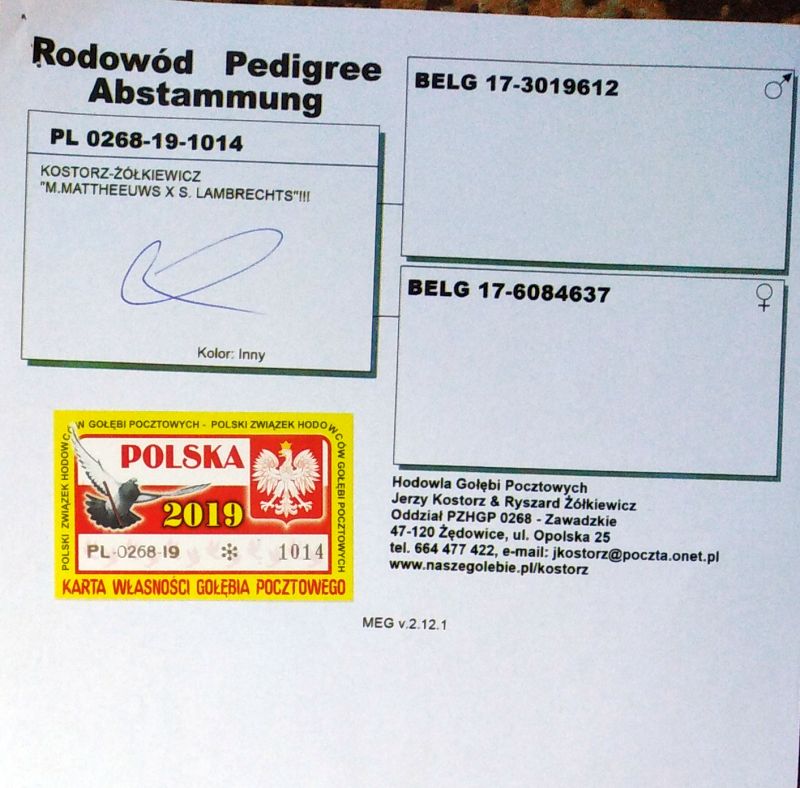 Rodowód Pedigree
Abstammung
PL 0268-19-1014
KOSTORZ-ŻÓŁKIEWICZ
"M.MATTHEEUWS X S. LAMBRECHTS"!!!
Kolor: Inny
BELG 17-3019612
BELG 17-6084637
POLSKI ZWIĄZEK HODOWCÓW GOŁĘBI POCZTOWYCH - POLSKI ZWIĄZEK HODOWCÓW GOŁĘBI POCZTOWYCH
POLSKA
2019
PL-0268-19 1014
KARTA WŁASNOŚCI GOŁĘBIA POCZTOWEGO
Hodowla Gołębi Pocztowych
Jerzy Kostorz & Ryszard Żółkiewicz
Oddział PZHGP 0268 - Zawadzkie
47-120 Żędowice, ul. Opolska 25
tel. 664 477 422, e-mail: jkostorz@poczta.onet.pl
www.naszegolebie.pl/kostorz
MEG v.2.12.1